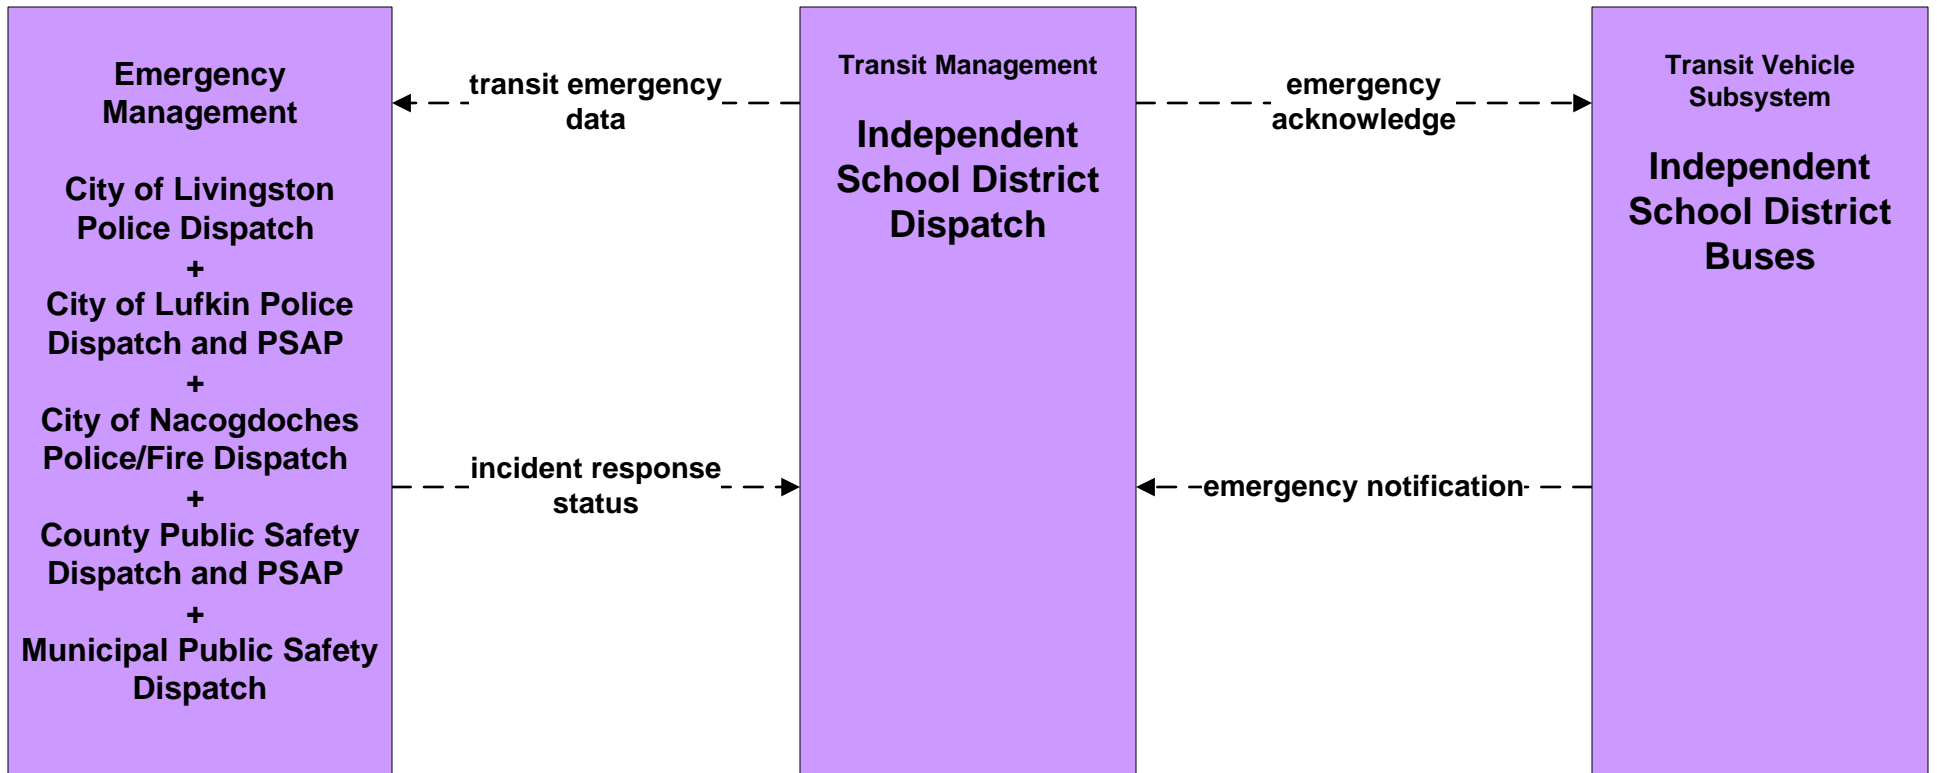 Emergency
Management
City of Livingston
Police Dispatch
+
City of Lufkin Police
Dispatch and PSAP
+
City of Nacogdoches
Police/Fire Dispatch
+
County Public Safety
Dispatch and PSAP
+
Municipal Public Safety
Dispatch
transit emergency
data
incident response
status
Transit Management
Independent
School District
Dispatch
emergency
acknowledge
emergency notification
Transit Vehicle
Subsystem
Independent
School District
Buses